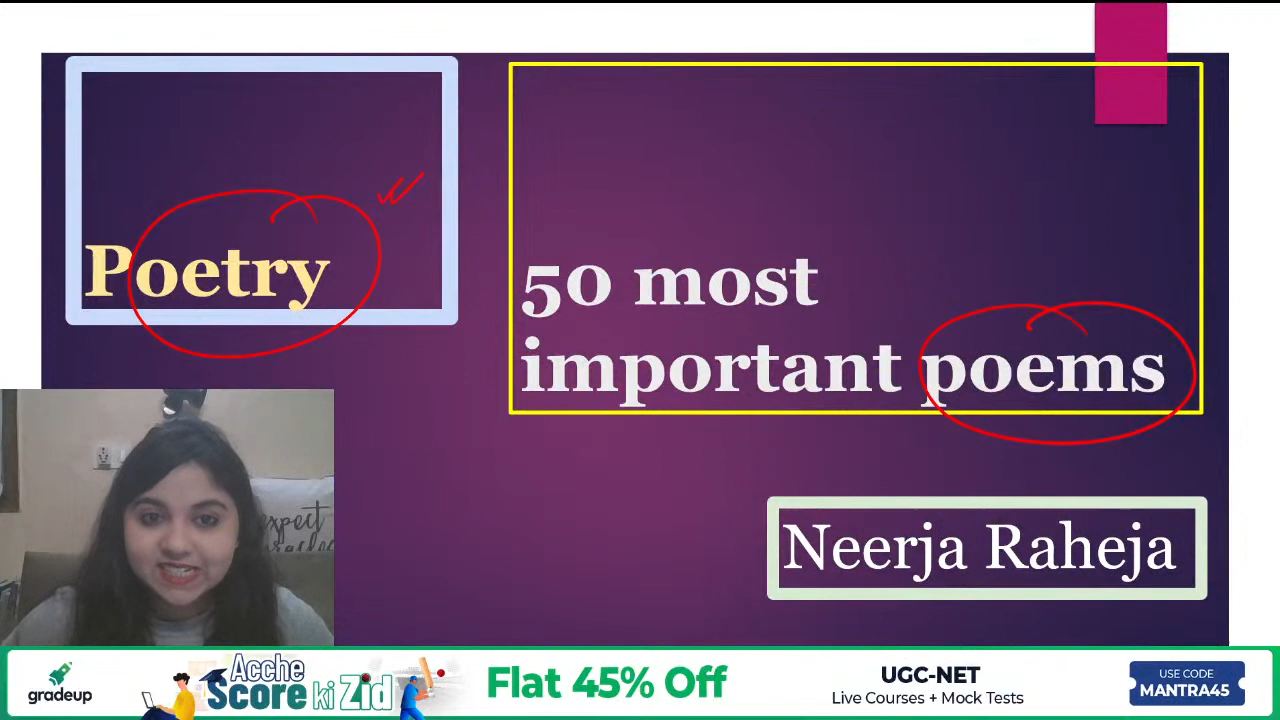 Poetry
50 most
important poems
Neerja Raheja
expect
gradeup
Acche
Score ki Zid
Flat 45% Off
UGC-NET
Live Courses + Mock Tests
USE CODE
MANTRA45